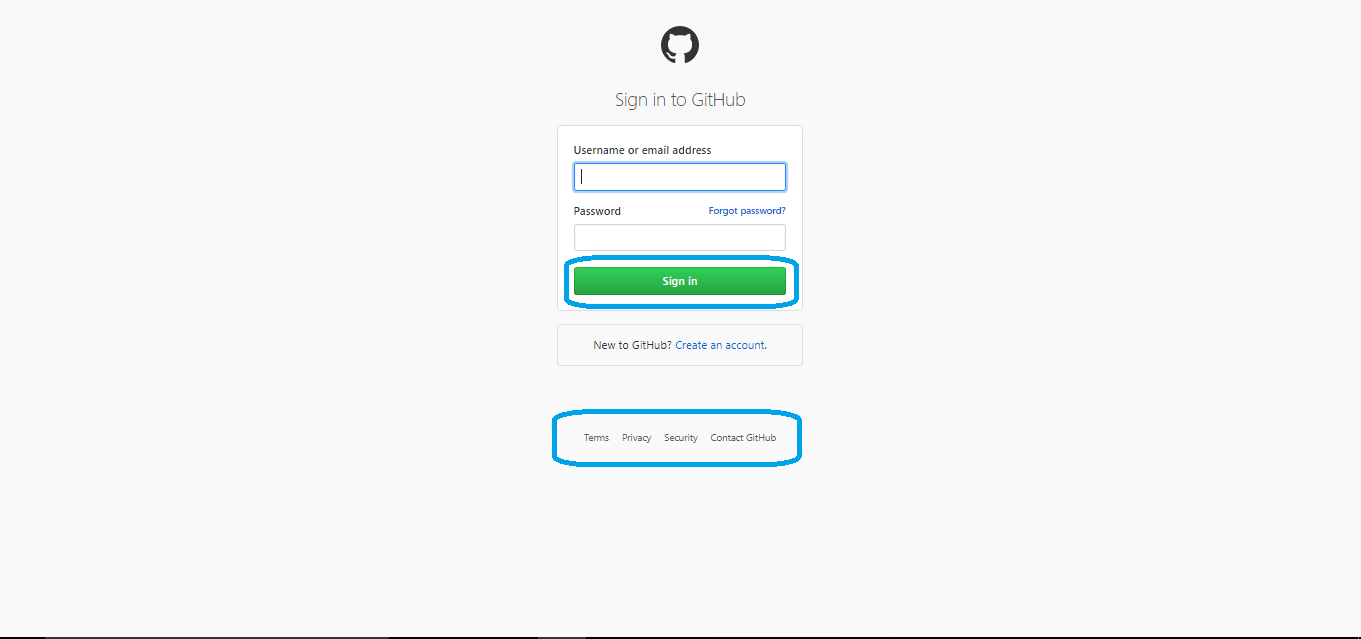 Sign in to GitHub
Username or email address
Password Forgot password?
Sign in
New to GitHub? Create an account.
Terms Privacy Security Contact GitHub